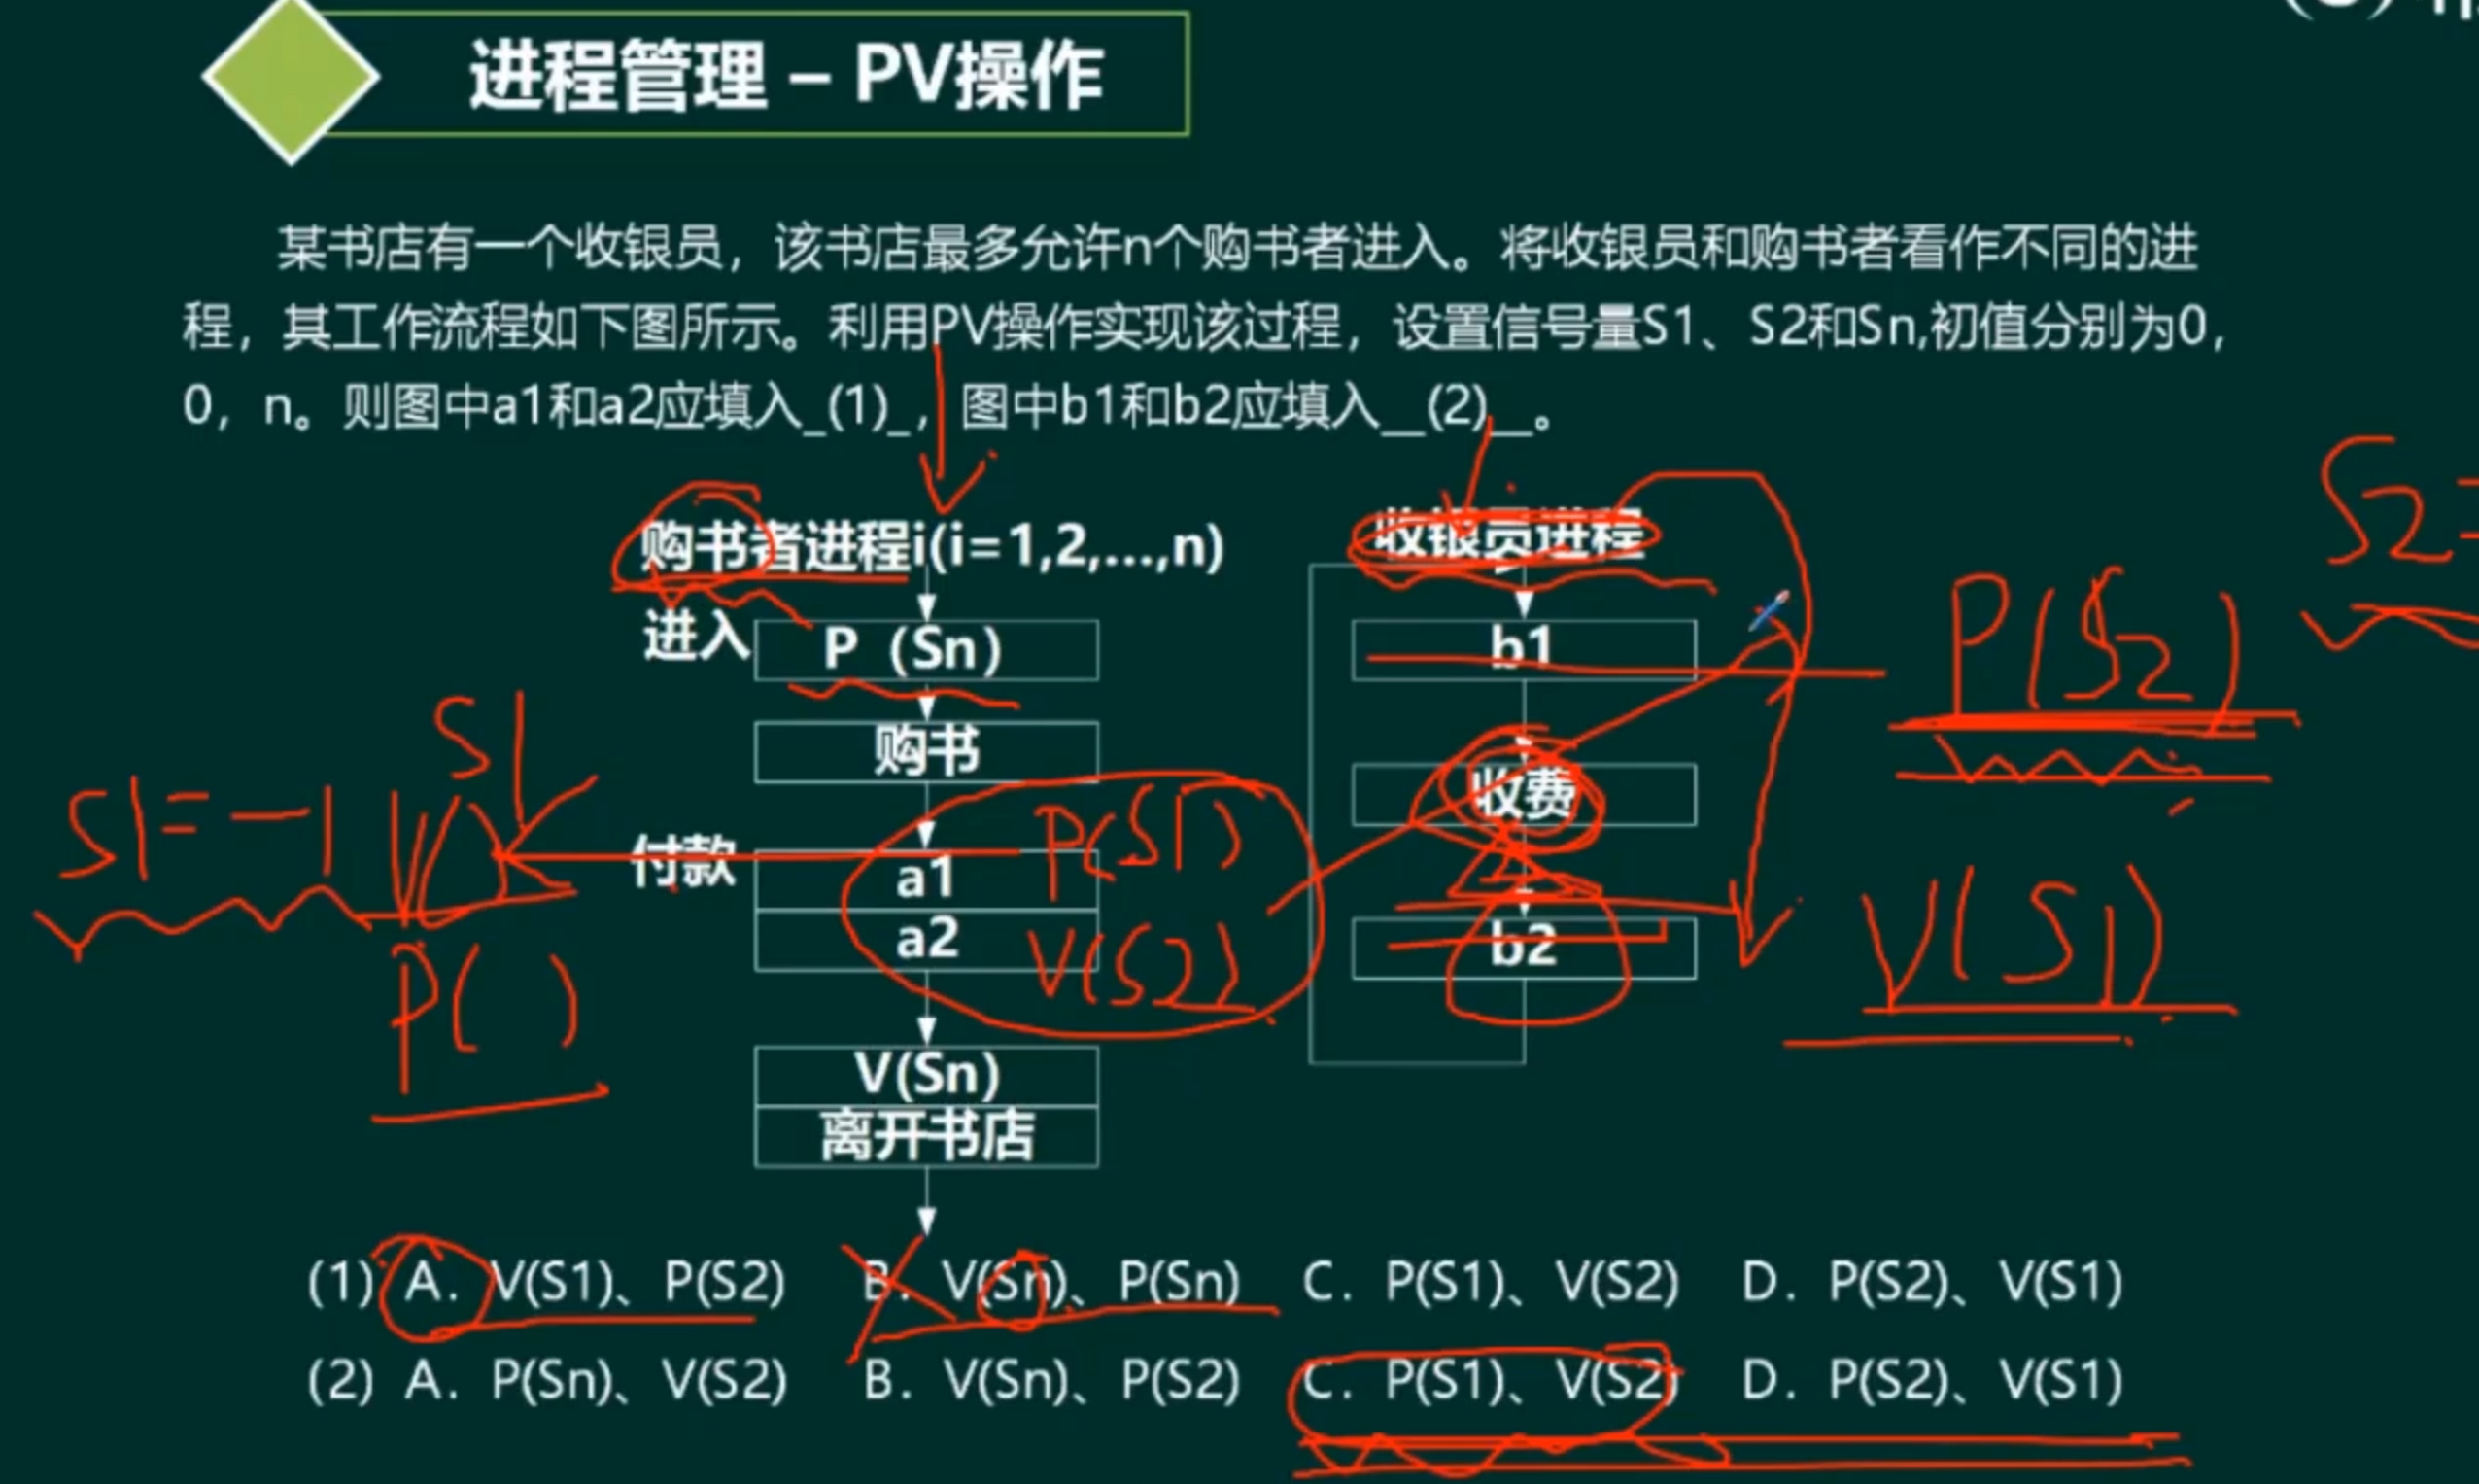 进程管理 – PV操作
某书店有一个收银员，该书店最多允许n个购书者进入。将收银员和购书者看作不同的进
程，其工作流程如下图所示。利用PV操作实现该过程，设置信号量S1、S2和Sn,初值分别为0，
0，n。则图中a1和a2应填入_(1)_，图中b1和b2应填入__(2)__。
购书者进程i(i=1,2,...,n)
进入
P（Sn）
购书
付款
a1
a2
V(Sn)
离开书店
收银员进程
b1
收费
b2
S1
S1=-1
P( )
P(S1)
V(S2)
S2=
P(S2)
V(S1)
(1) A. V(S1)、P(S2) B. V(Sn)、P(Sn) C. P(S1)、V(S2) D. P(S2)、V(S1)
(2) A. P(Sn)、V(S2) B. V(Sn)、P(S2) C. P(S1)、V(S2) D. P(S2)、V(S1)